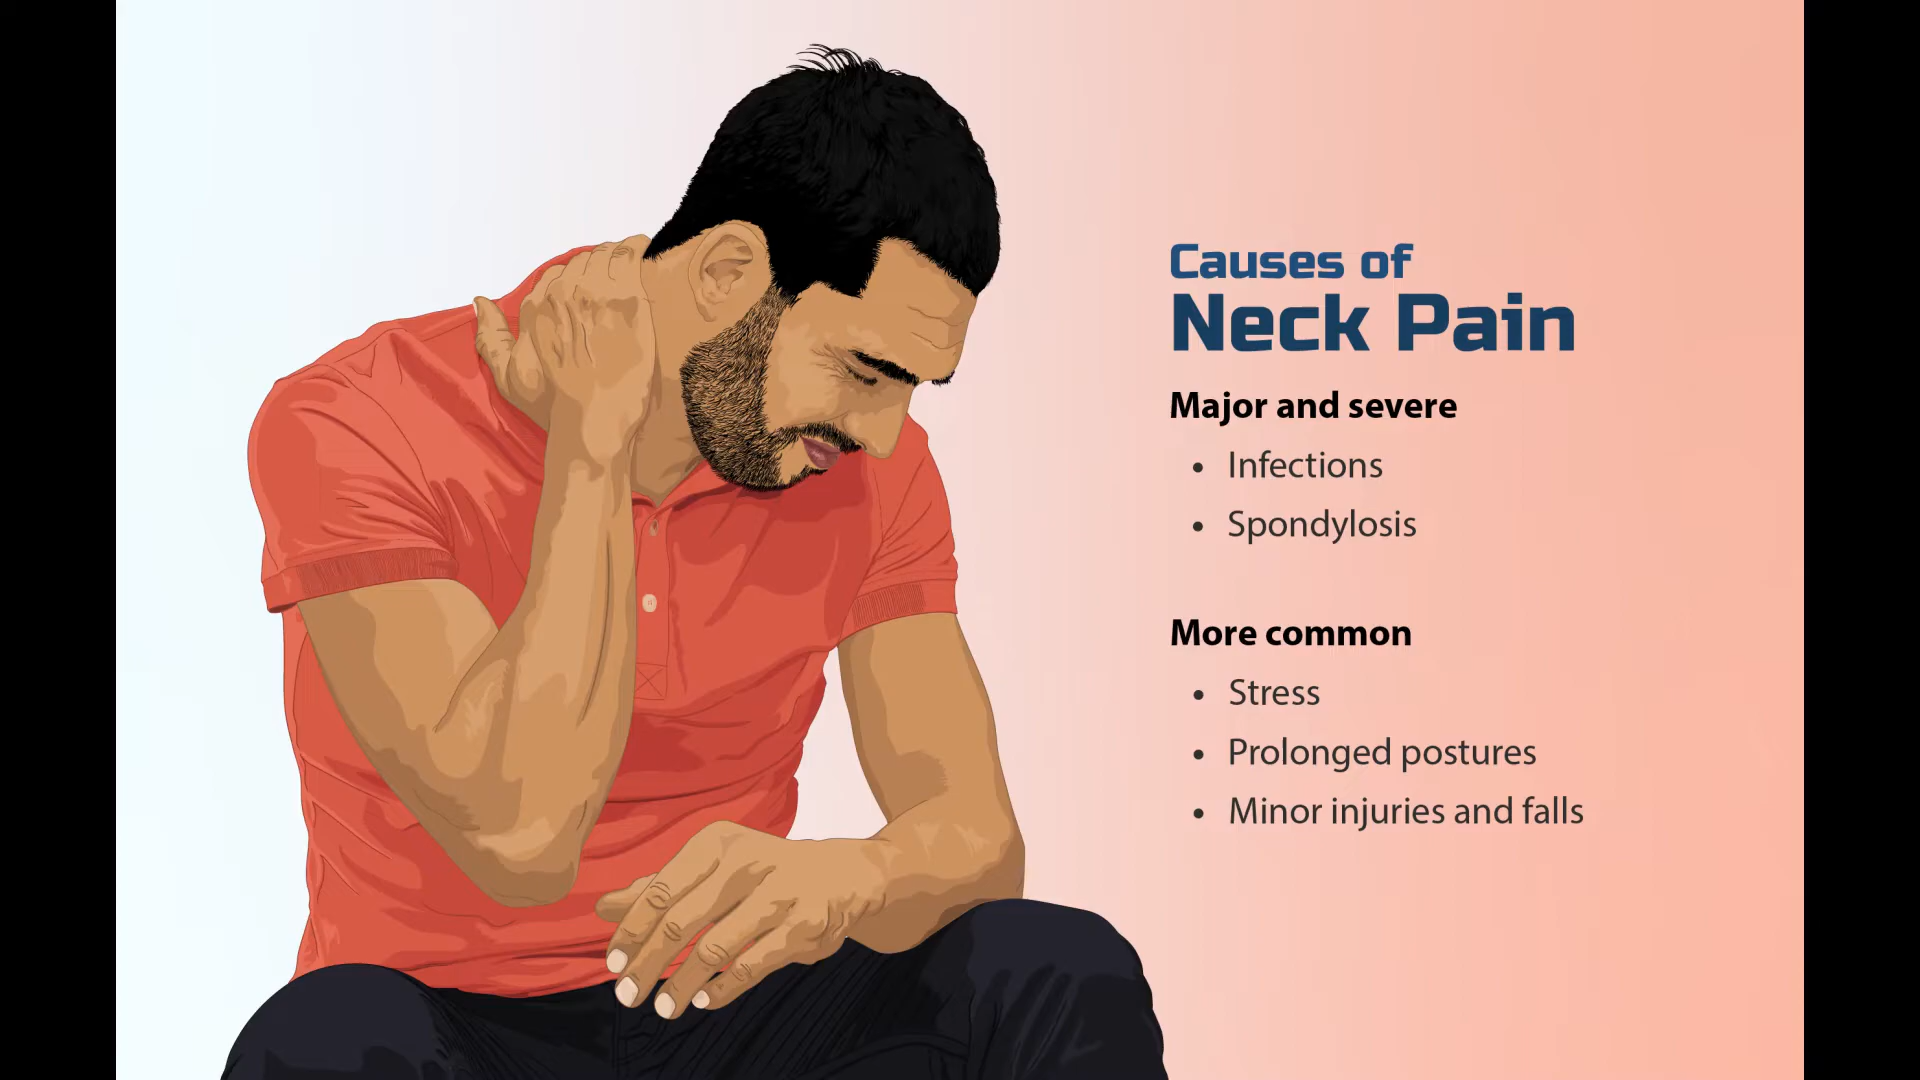 Causes of
Neck Pain
Major and severe
• Infections
• Spondylosis
More common
• Stress
• Prolonged postures
• Minor injuries and falls